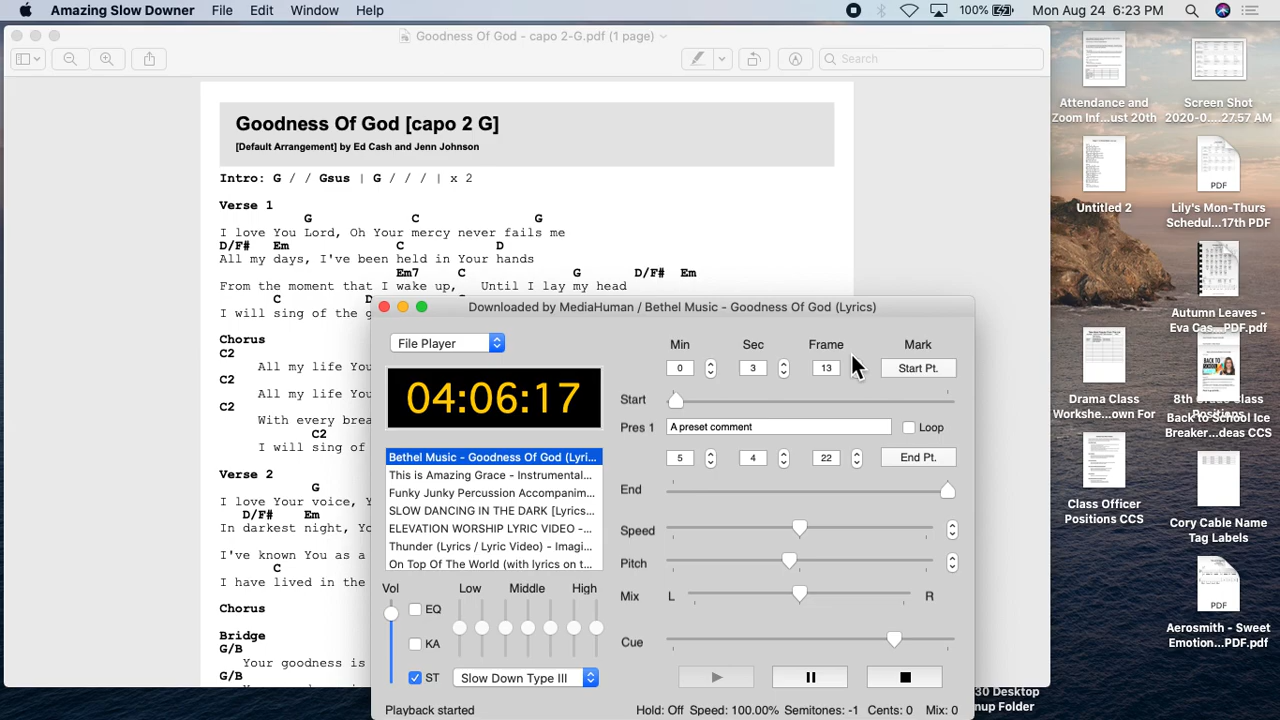 Amazing Slow Downer File Edit Window Help 100% Mon Aug 24 6:23 PM
Goodness Of God - capo 2-G.pdf (1 page)
Search
Goodness Of God [capo 2 G]
[Default Arrangement] by Ed Cash and Brian Johnson
Intro: G / / Gsus | G / / / | x 2
Verse 1
G C G
I love You Lord, Oh Your mercy never fails me
D/F# Em C D
All my days, I've been held in Your hands
Em7 C G D/F# Em
From the moment that I wake up, Until I lay my head
C D
I will sing of the g
Chorus
C2
All my life You
C2
All my life you
C2
With every brea
C2
I will sing of
Verse 2
G
I love Your voice, Y
D/F# Em
In darkest night, Yo
I've known You as a
C
I have lived in the
Chorus
Bridge
G/B
Your goodness is
G/B
Downloaded by MediaHuman / Bethel Music - Goodness Of God (Lyrics)
File Player
04:06:17
Bethel Music - Goodness Of God (Lyri...
This is Amazing Grace - Instrumental...
Funky Junky Percussion Accompanim...
SLOW DANCING IN THE DARK [Lyrics...
ELEVATION WORSHIP LYRIC VIDEO -...
Thunder (Lyrics / Lyric Video) - Imagi...
On Top Of The World (with lyrics on t...
Vol Low Middle High
EQ
KA
ST Slow Down Type III
Playback started
Min Sec Frame Mark
0 3 13 Start Pt.
Start
Pres 1 A preset comment Loop
5 4 End Pt.
End
Speed
Pitch
Mix L R
Cue
Hold: Off Speed: 100.00% Semitones: -1 Cents: 0 Mix: 0
Attendance and
Zoom Inf...ust 20th
Screen Shot
2020-0....27.57 AM
Untitled 2
PDF
Lily's Mon-Thurs
Schedul...17th PDF
Autumn Leaves -
Eva Cas...PDF.pdf
Drama Class
Workshe...own For
BACK TO SCHOOL
8th Grade Class
Positions
Back to School Ice
Breaker...deas CCS
Class Officer
Positions CCS
Cory Cable Name
Tag Labels
PDF
Aerosmith - Sweet
Emotion...PDF.pdf
30 Desktop
nup Folder